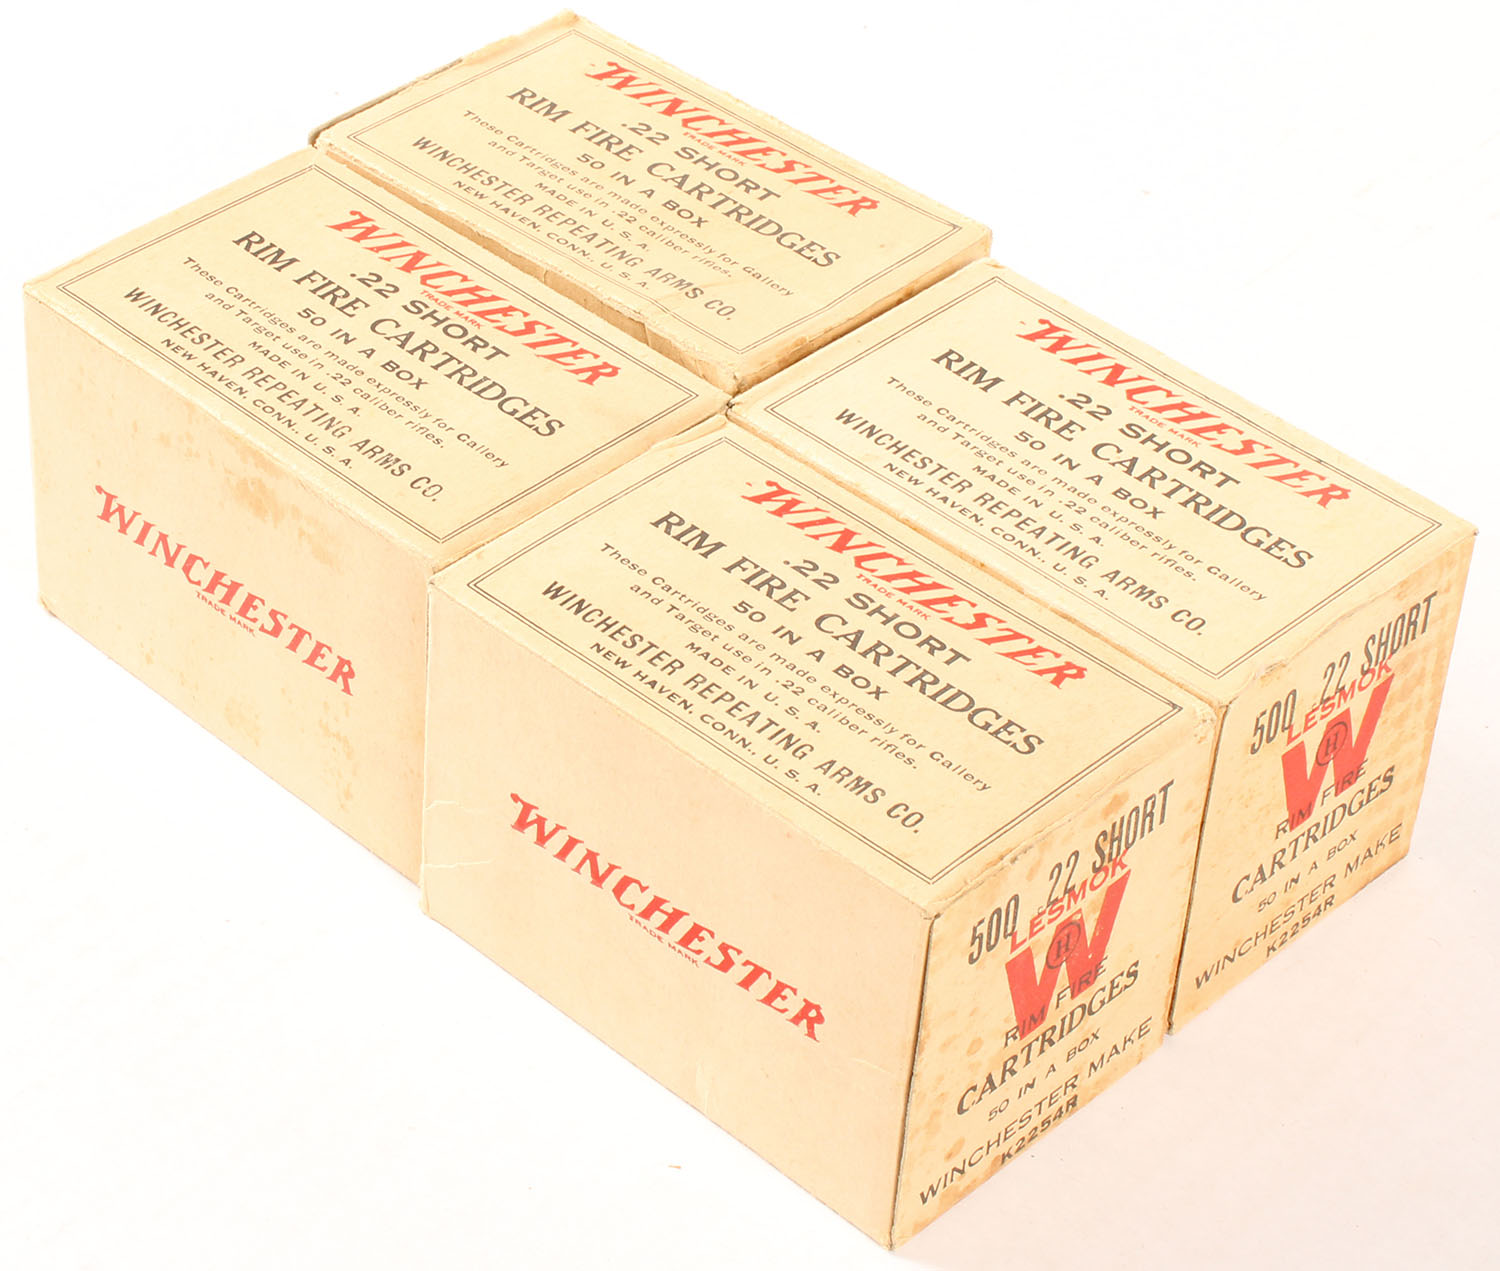 WINCHESTER
TRADE MARK
.22 SHORT
RIM FIRE CARTRIDGES
50 IN A BOX
These Cartridges are made expressly for Gallery
and Target use in .22 caliber rifles.
MADE IN U. S. A.
WINCHESTER REPEATING ARMS CO.
NEW HAVEN, CONN., U. S. A.
WINCHESTER
TRADE MARK
.22 SHORT
RIM FIRE CARTRIDGES
50 IN A BOX
These Cartridges are made expressly for Gallery
and Target use in .22 caliber rifles.
MADE IN U. S. A.
WINCHESTER REPEATING ARMS CO.
NEW HAVEN, CONN., U. S. A.
WINCHESTER
TRADE MARK
WINCHESTER
TRADE MARK
.22 SHORT
RIM FIRE CARTRIDGES
50 IN A BOX
These Cartridges are made expressly for Gallery
and Target use in .22 caliber rifles.
MADE IN U. S. A.
WINCHESTER REPEATING ARMS CO.
NEW HAVEN, CONN., U. S. A.
500 .22 SHORT
LESMOK
W
H
RIM FIRE
CARTRIDGES
50 IN A BOX
WINCHESTER MAKE
K2254R
WINCHESTER
TRADE MARK
.22 SHORT
RIM FIRE CARTRIDGES
50 IN A BOX
These Cartridges are made expressly for Gallery
and Target use in .22 caliber rifles.
MADE IN U. S. A.
WINCHESTER REPEATING ARMS CO.
NEW HAVEN, CONN., U. S. A.
WINCHESTER
TRADE MARK
500 .22 SHORT
LESMOK
W
H
RIM FIRE
CARTRIDGES
50 IN A BOX
WINCHESTER MAKE
K2254R